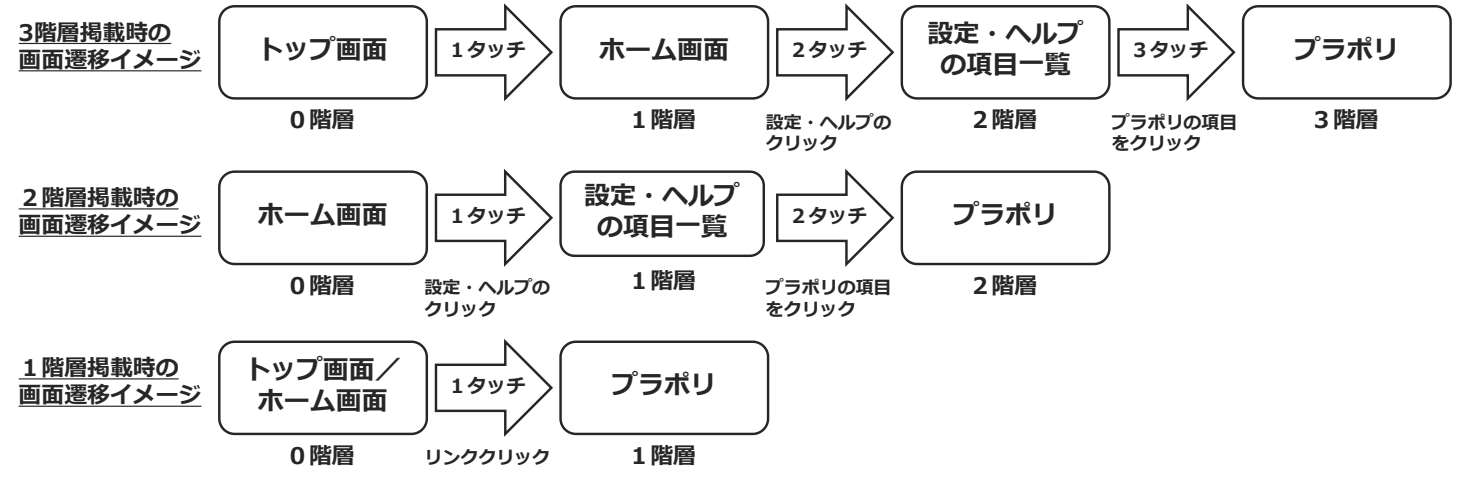 3階層掲載時の
画面遷移イメージ
トップ画面
1タッチ
ホーム画面
2タッチ
設定・ヘルプ
の項目一覧
3タッチ
プラポリ
0階層
1階層
設定・ヘルプの
クリック
2階層
プラポリの項目
をクリック
3階層
2階層掲載時の
画面遷移イメージ
ホーム画面
1タッチ
設定・ヘルプ
の項目一覧
2タッチ
プラポリ
0階層
設定・ヘルプの
クリック
1階層
プラポリの項目
をクリック
2階層
1階層掲載時の
画面遷移イメージ
トップ画面／
ホーム画面
1タッチ
プラポリ
0階層
リンククリック
1階層